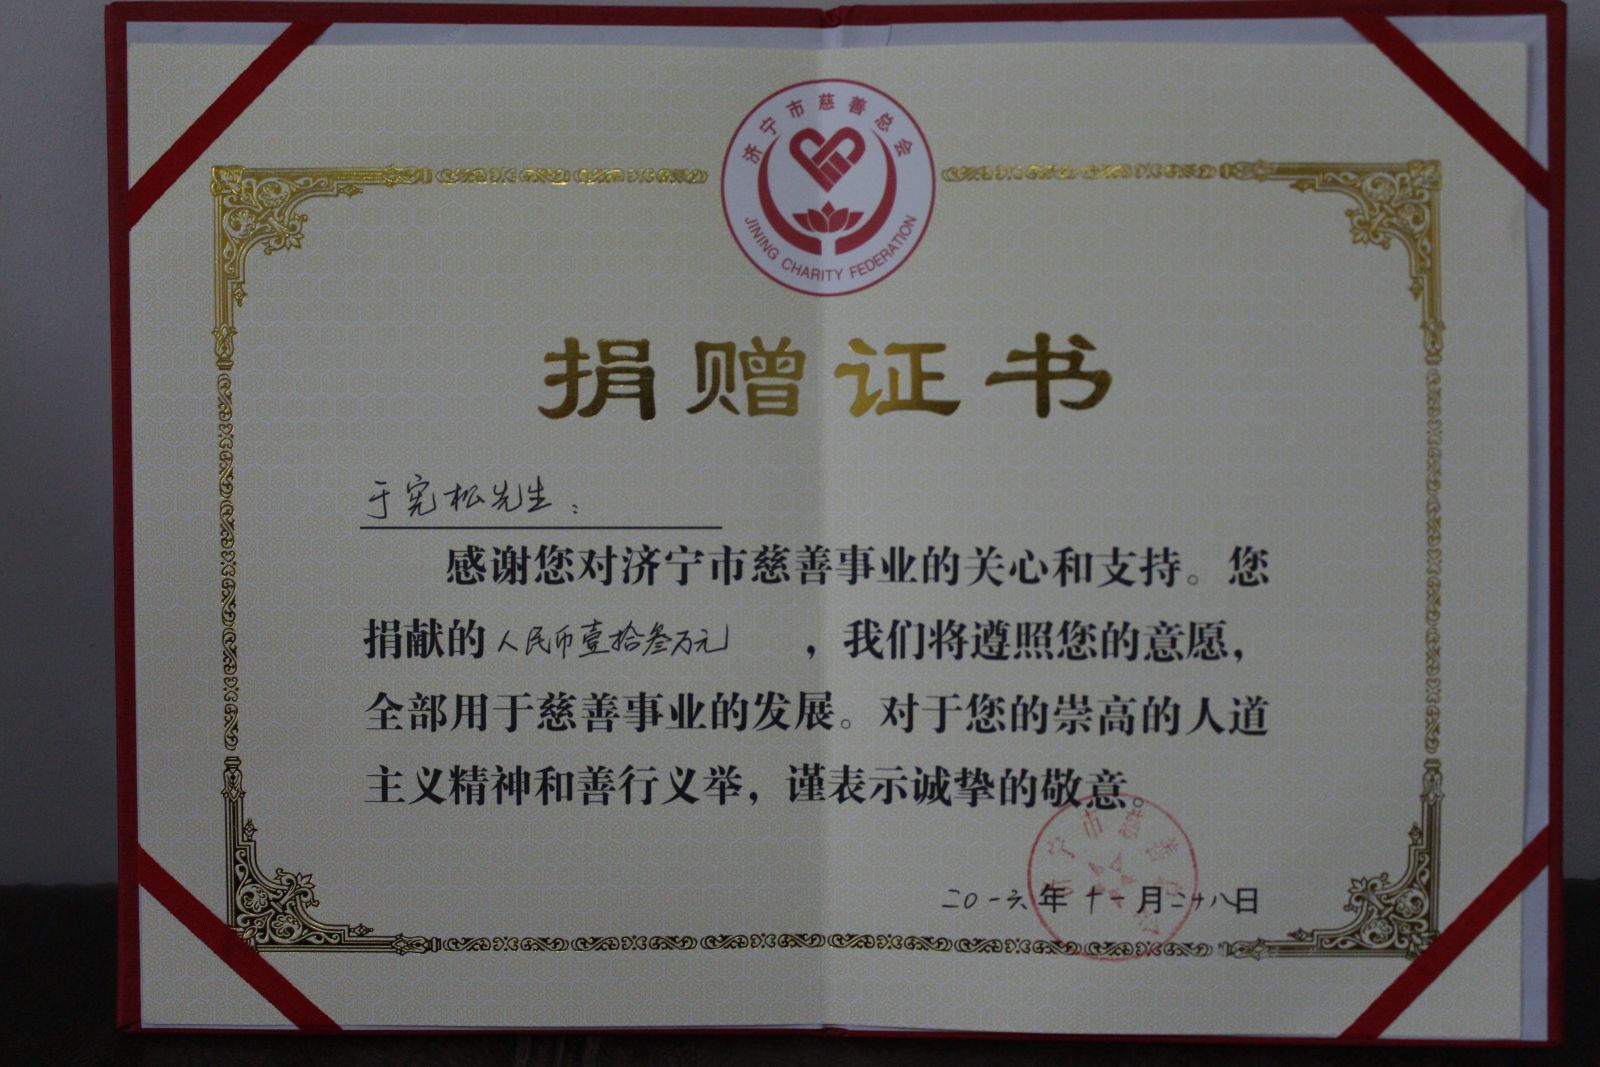 济宁市慈善总会
JINING CHARITY FEDERATION
捐赠证书
于宪松先生：
感谢您对济宁市慈善事业的关心和支持。您
捐献的人民币壹拾叁万元，我们将遵照您的意愿，
全部用于慈善事业的发展。对于您的崇高的人道
主义精神和善行义举，谨表示诚挚的敬意。
宁市慈善
二〇一六年十一月二十八日